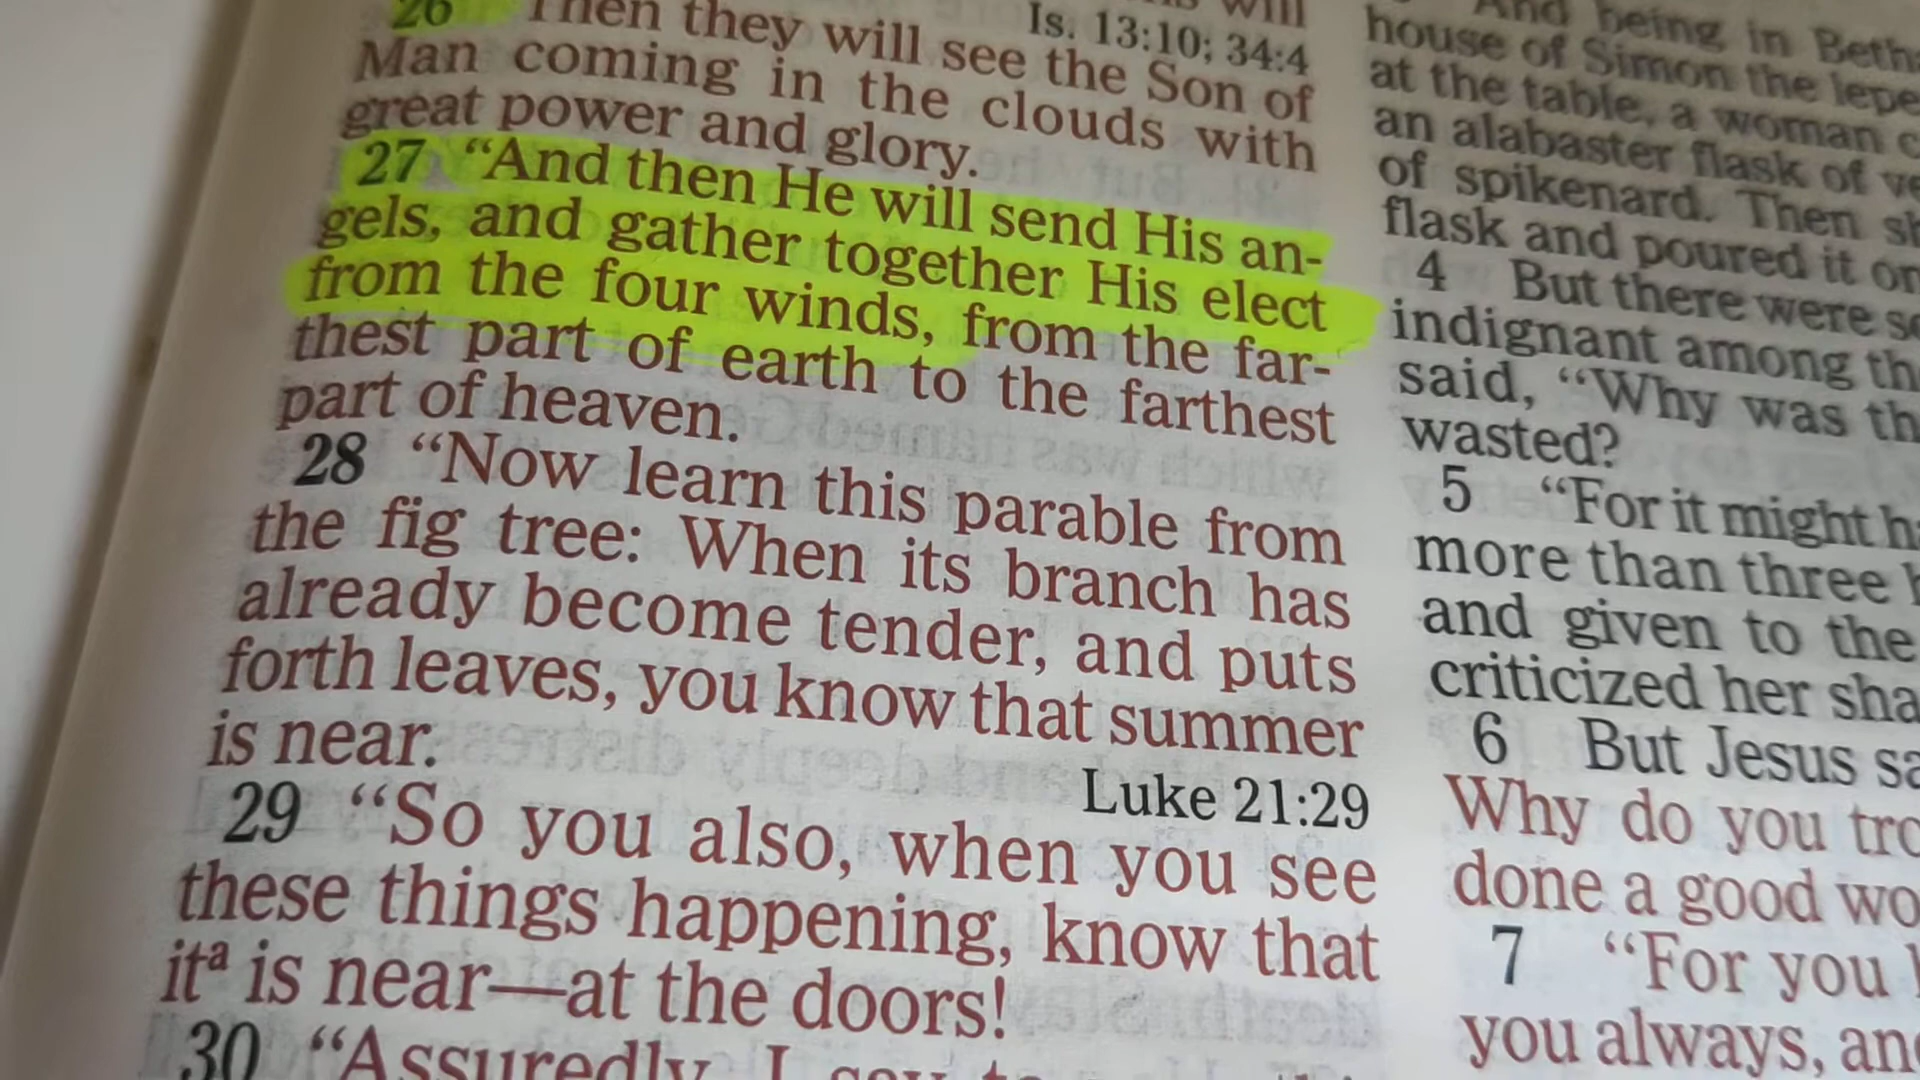 Is. 13:10; 34:4
26 Then they will see the Son of
Man coming in the clouds with
great power and glory.
27 “And then He will send His an-
gels, and gather together His elect
from the four winds, from the far-
thest part of earth to the farthest
part of heaven.
28 “Now learn this parable from
the fig tree: When its branch has
already become tender, and puts
forth leaves, you know that summer
is near.
Luke 21:29
29 “So you also, when you see
these things happening, know that
itª is near—at the doors!
30 “Assuredly, I say to
And being in Beth
house of Simon the lepe
at the table, a woman c
an alabaster flask of ve
of spikenard. Then sh
flask and poured it on
4 But there were so
indignant among th
said, “Why was th
wasted?
5 “For it might ha
more than three h
and given to the
criticized her sha
6 But Jesus sa
Why do you tro
done a good wo
7 “For you h
you always, an